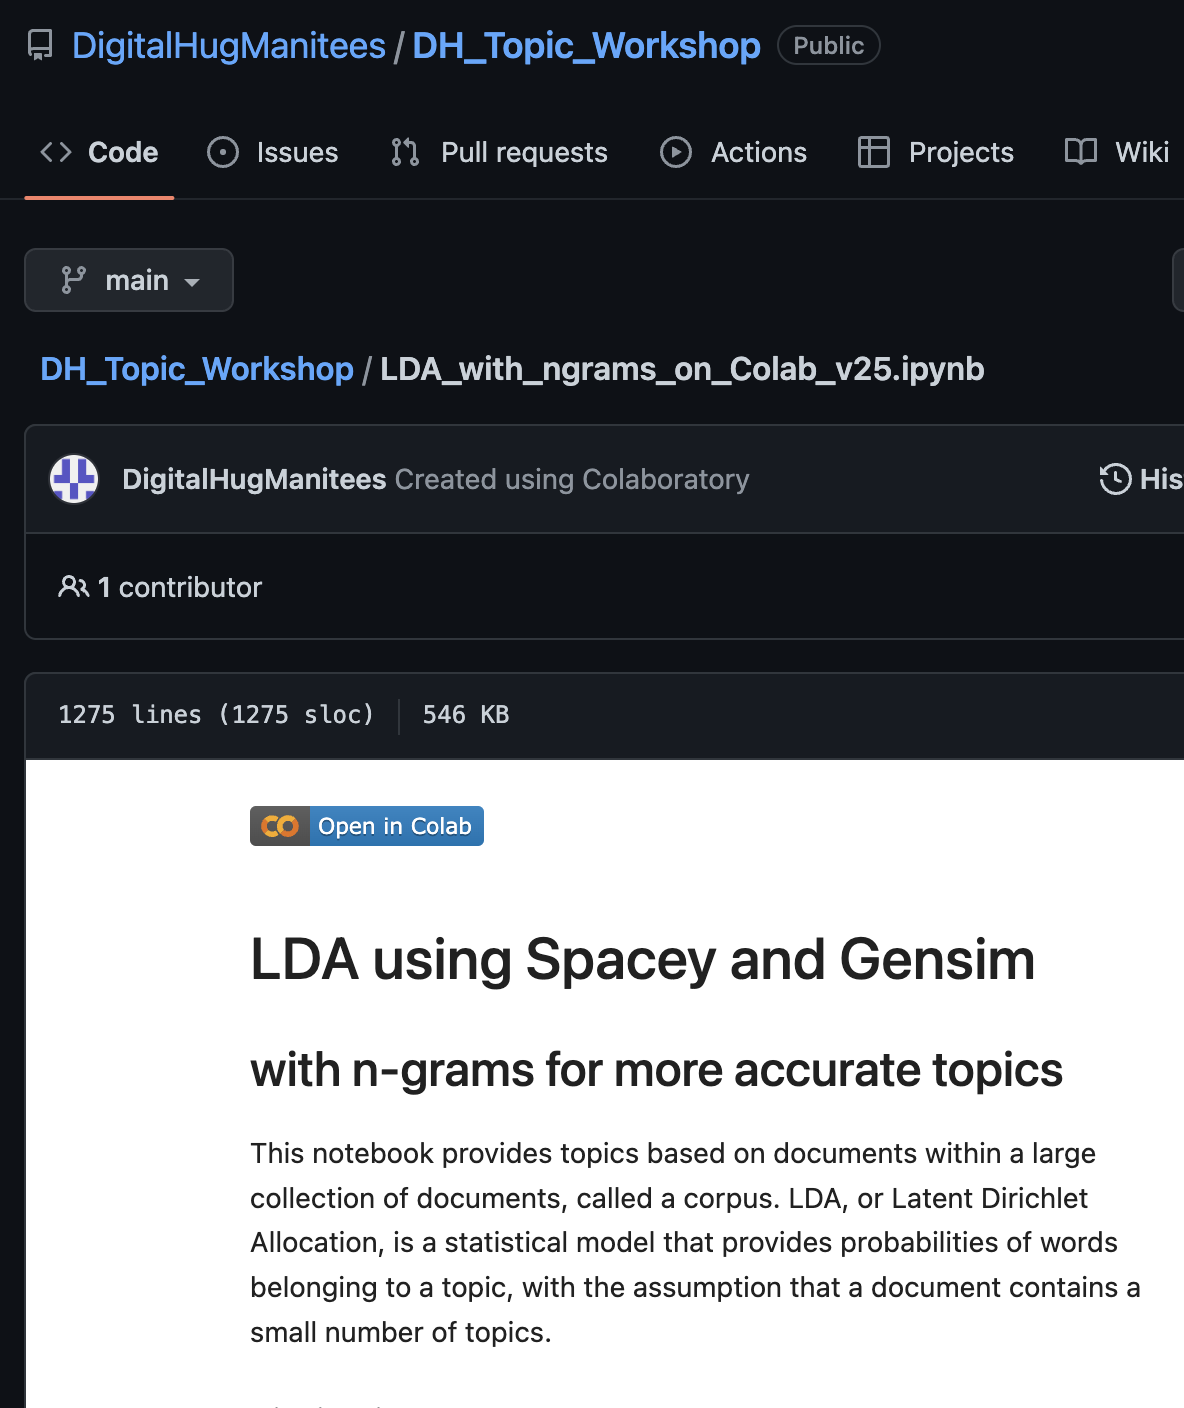 DigitalHugManitees / DH_Topic_Workshop Public
Code Issues Pull requests Actions Projects Wiki
main
DH_Topic_Workshop / LDA_with_ngrams_on_Colab_v25.ipynb
DigitalHugManitees Created using Colaboratory His
1 contributor
1275 lines (1275 sloc) 546 KB
Open in Colab
LDA using Spacey and Gensim
with n-grams for more accurate topics
This notebook provides topics based on documents within a large
collection of documents, called a corpus. LDA, or Latent Dirichlet
Allocation, is a statistical model that provides probabilities of words
belonging to a topic, with the assumption that a document contains a
small number of topics.